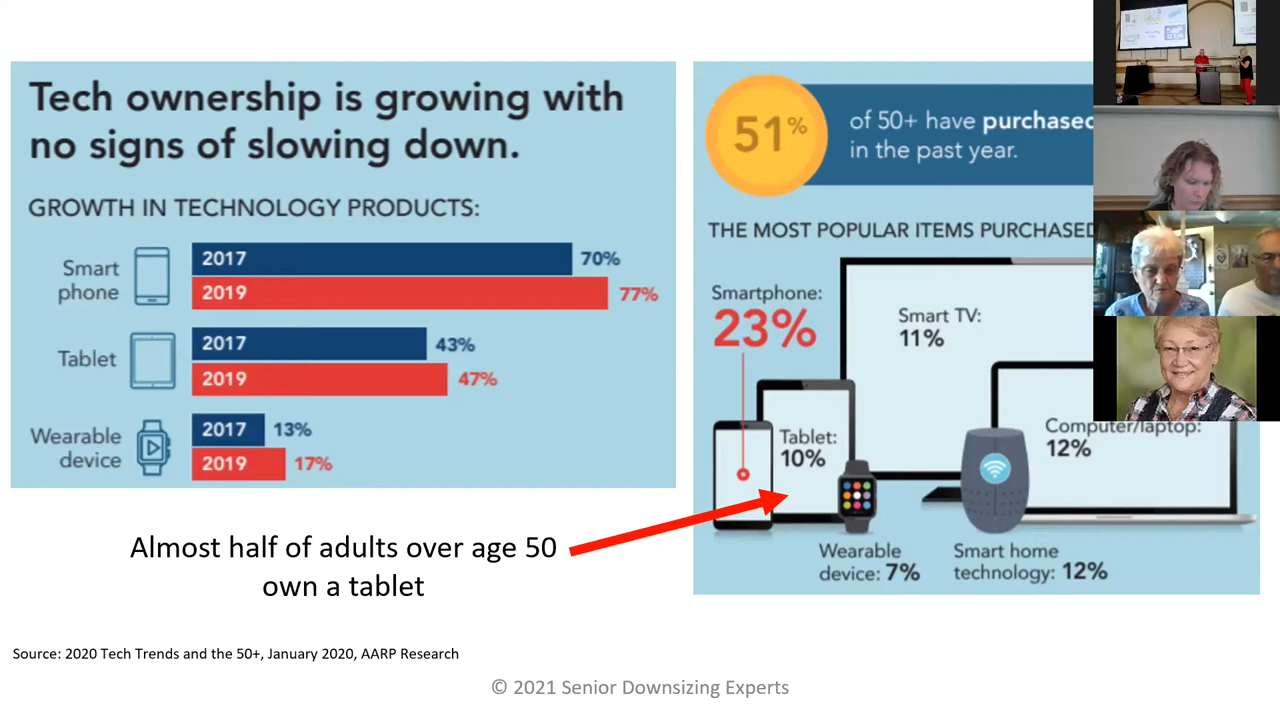 Tech ownership is growing with
no signs of slowing down.
GROWTH IN TECHNOLOGY PRODUCTS:
Smart
phone
2017
70%
2019
77%
Tablet
2017
43%
2019
47%
Wearable
device
2017
13%
2019
17%
Almost half of adults over age 50
own a tablet
51%
of 50+ have purchased
in the past year.
THE MOST POPULAR ITEMS PURCHASED
Smartphone:
23%
Smart TV:
11%
Tablet:
10%
Computer/laptop:
12%
Wearable
device: 7%
Smart home
technology: 12%
Source: 2020 Tech Trends and the 50+, January 2020, AARP Research
© 2021 Senior Downsizing Experts